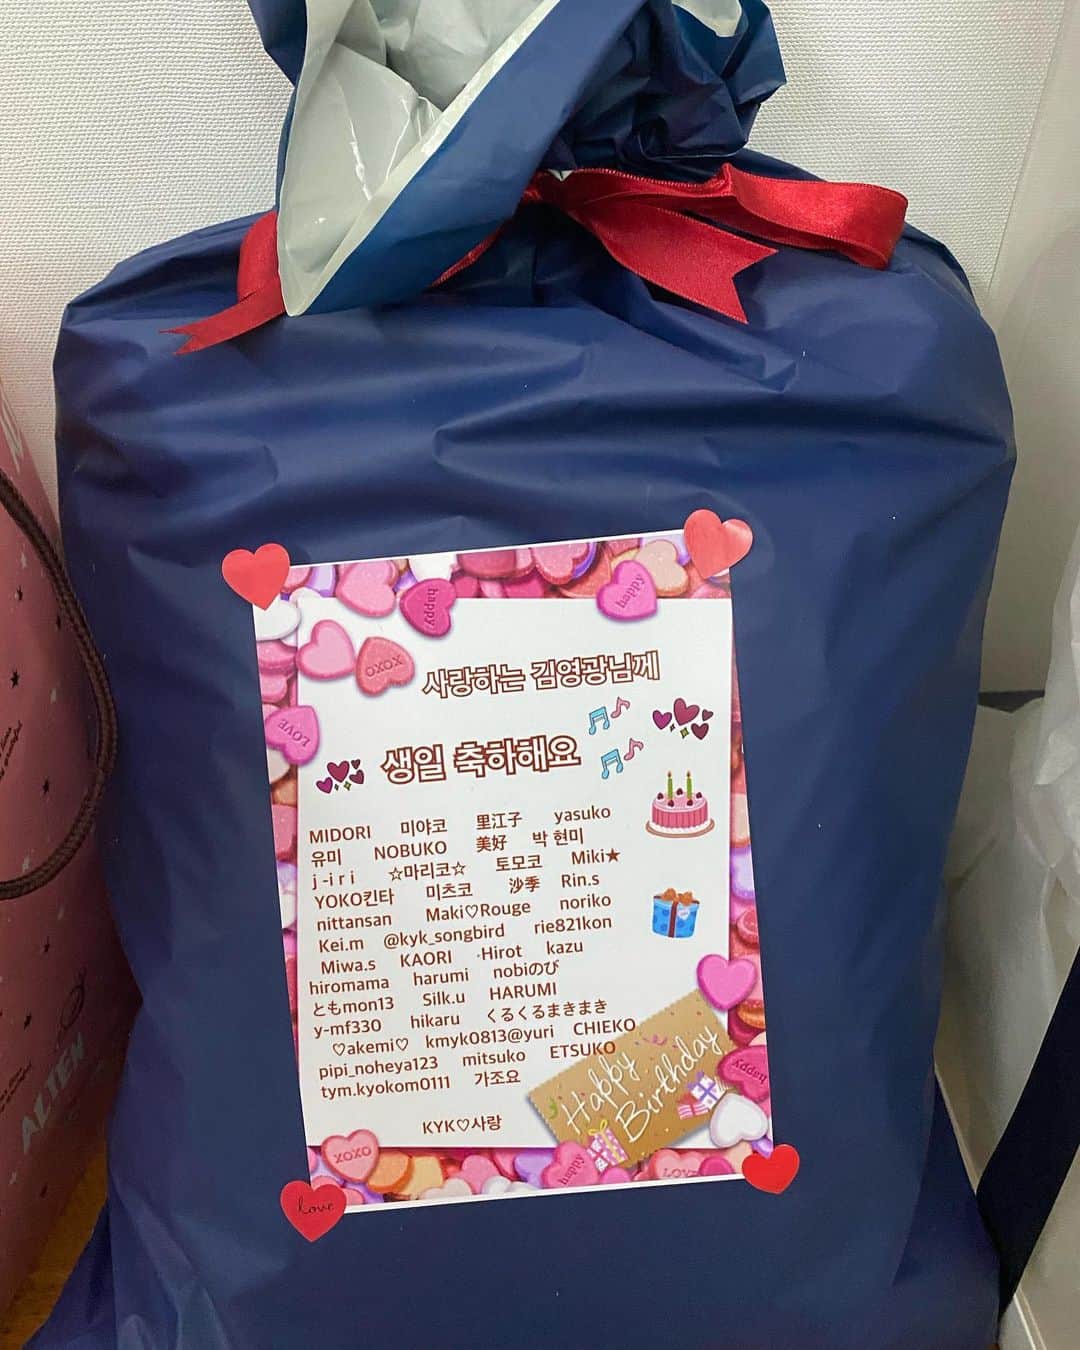 happy
happy
XOXO
LOVE
사랑하는 김영광님께
생일 축하해요
MIDORI 미야코 里江子 yasuko
유미 NOBUKO 美好 박 현미
j-iri ☆마리코☆ 토모코 Miki★
YOKO킨타 미츠코 沙季 Rin.s
nittansan Maki♡Rouge noriko
Kei.m @kyk_songbird rie821kon
Miwa.s KAORI Hirot kazu
hiromama harumi nobiのび
ともmon13 Silk.u HARUMI
y-mf330 hikaru くるくるまきまき
♡akemi♡ kmyk0813@yuri CHIEKO
pipi_noheya123 mitsuko ETSUKO
tym.kyokom0111 가조요
KYK♡사랑
Happy
Birthday
happy
XOXO
happy
LOVE
love
ALIEN